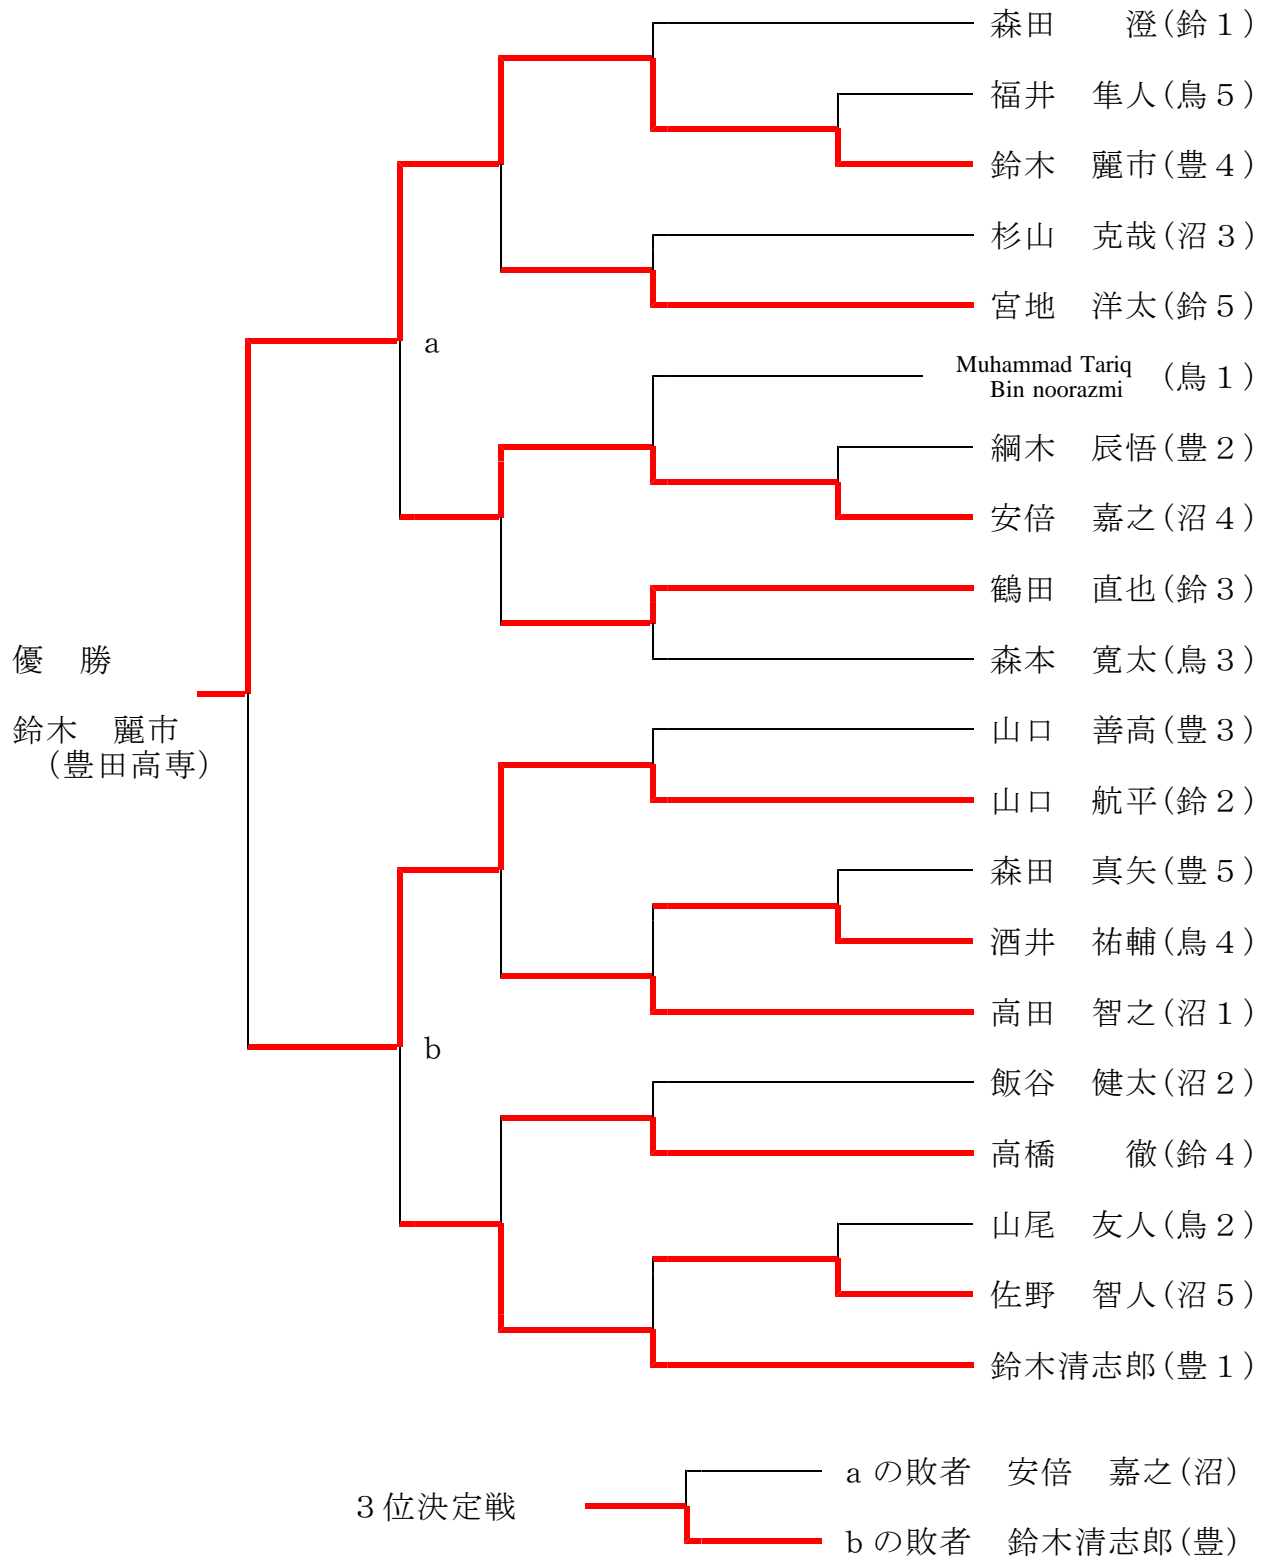 森田　　澄(鈴１)
福井　隼人(鳥５)
鈴木　麗市(豊４)
杉山　克哉(沼３)
宮地　洋太(鈴５)
a
Muhammad Tariq
Bin noorazmi　(鳥１)
綱木　辰悟(豊２)
安倍　嘉之(沼４)
鶴田　直也(鈴３)
森本　寛太(鳥３)
優　勝
鈴木　麗市
(豊田高専)
山口　善高(豊３)
山口　航平(鈴２)
森田　真矢(豊５)
酒井　祐輔(鳥４)
高田　智之(沼１)
b
飯谷　健太(沼２)
高橋　　徹(鈴４)
山尾　友人(鳥２)
佐野　智人(沼５)
鈴木清志郎(豊１)
３位決定戦
a の敗者　安倍　嘉之(沼)
b の敗者　鈴木清志郎(豊)